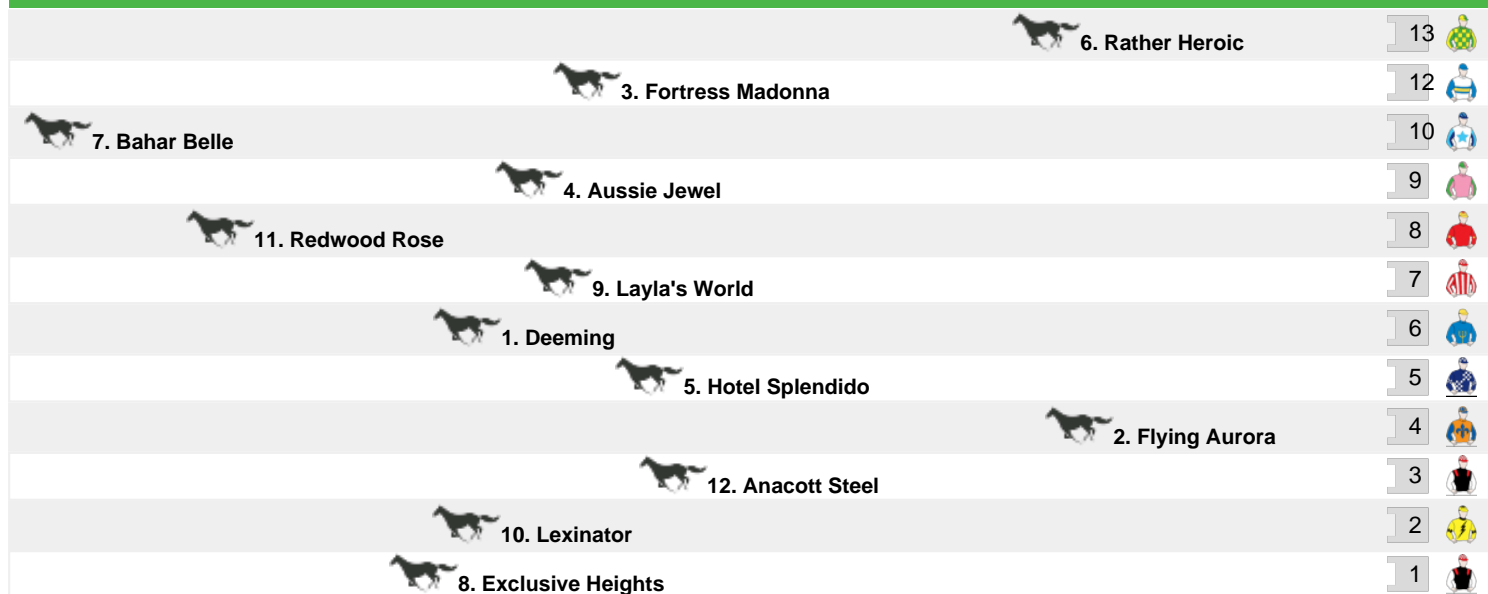 6. Rather Heroic 13
3. Fortress Madonna 12
7. Bahar Belle 10
4. Aussie Jewel 9
11. Redwood Rose 8
9. Layla's World 7
1. Deeming 6
5. Hotel Splendido 5
2. Flying Aurora 4
12. Anacott Steel 3
10. Lexinator 2
8. Exclusive Heights 1